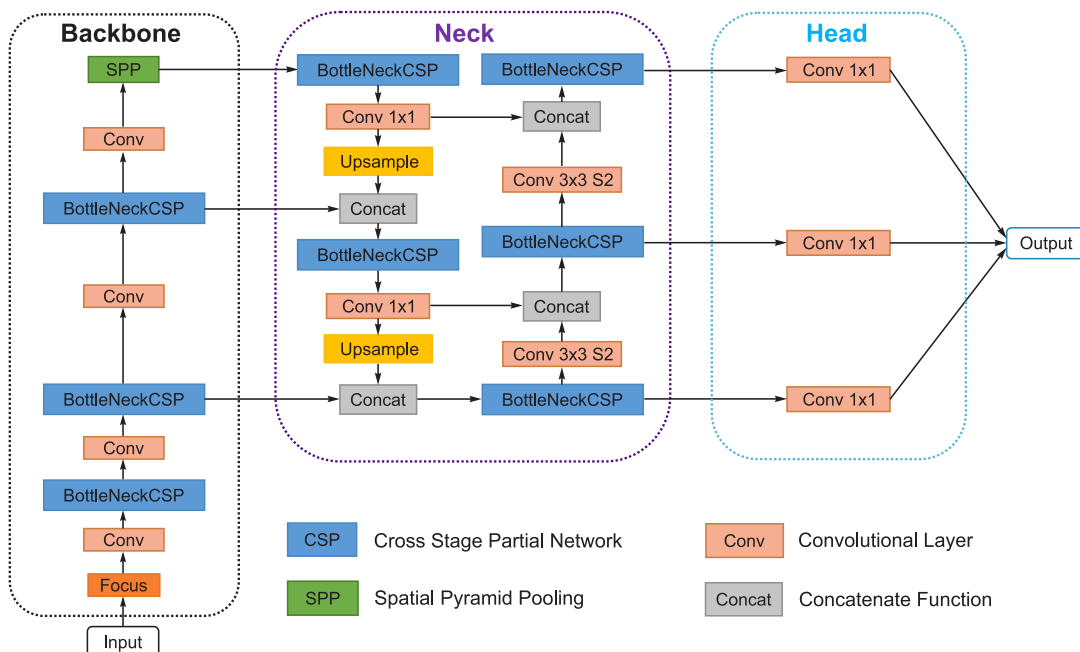 Backbone
SPP
Conv
BottleNeckCSP
Conv
BottleNeckCSP
Conv
BottleNeckCSP
Conv
Focus
Input
Neck
BottleNeckCSP
Conv 1x1
Upsample
Concat
BottleNeckCSP
Conv 1x1
Upsample
Concat
BottleNeckCSP
Concat
Conv 3x3 S2
BottleNeckCSP
Concat
Conv 3x3 S2
BottleNeckCSP
Head
Conv 1x1
Conv 1x1
Conv 1x1
Output
CSP Cross Stage Partial Network
Conv Convolutional Layer
SPP Spatial Pyramid Pooling
Concat Concatenate Function